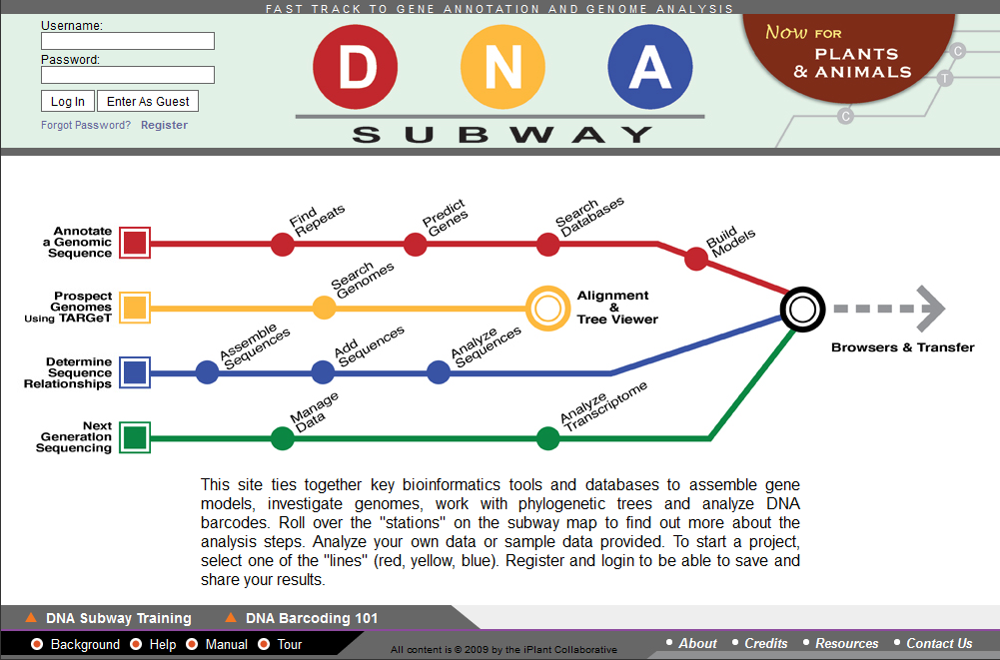 FAST TRACK TO GENE ANNOTATION AND GENOME ANALYSIS
Username:
Password:
Log In
Enter As Guest
Forgot Password?
Register
D N A
SUBWAY
Now FOR
PLANTS
& ANIMALS
C
T
C
Annotate
a Genomic
Sequence
Find
Repeats
Predict
Genes
Search
Databases
Build
Models
Prospect
Genomes
Using TARGeT
Search
Genomes
Alignment
&
Tree Viewer
Browsers & Transfer
Determine
Sequence
Relationships
Assemble
Sequences
Add
Sequences
Analyze
Sequences
Next
Generation
Sequencing
Manage
Data
Analyze
Transcriptome
This site ties together key bioinformatics tools and databases to assemble gene
models, investigate genomes, work with phylogenetic trees and analyze DNA
barcodes. Roll over the "stations" on the subway map to find out more about the
analysis steps. Analyze your own data or sample data provided. To start a project,
select one of the "lines" (red, yellow, blue). Register and login to be able to save and
share your results.
DNA Subway Training
DNA Barcoding 101
Background
Help
Manual
Tour
All content is © 2009 by the iPlant Collaborative
About
Credits
Resources
Contact Us